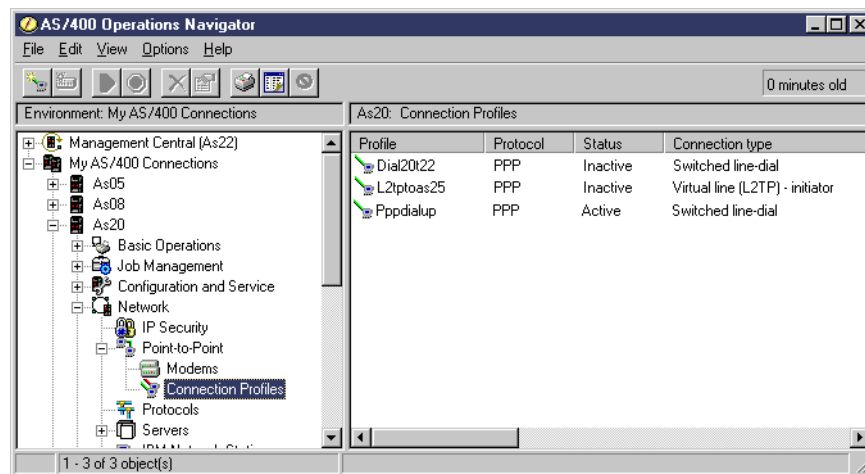 AS/400 Operations Navigator
File Edit View Options Help
0 minutes old
Environment: My AS/400 Connections
As20: Connection Profiles
Management Central (As22)
My AS/400 Connections
As05
As08
As20
Basic Operations
Job Management
Configuration and Service
Network
IP Security
Point-to-Point
Modems
Connection Profiles
Protocols
Servers
Profile Protocol Status Connection type
Dial20t22 PPP Inactive Switched line-dial
L2tptoas25 PPP Inactive Virtual line (L2TP) - initiator
Pppdialup PPP Active Switched line-dial
1 - 3 of 3 object(s)